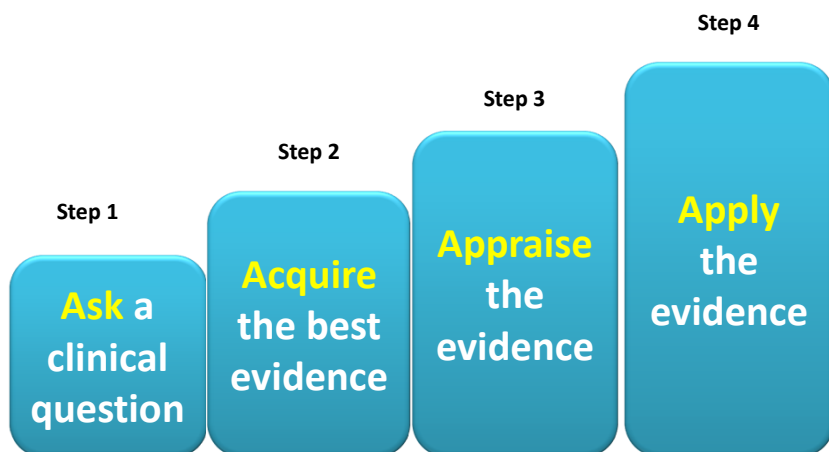 Step 1
Ask a
clinical
question
Step 2
Acquire
the best
evidence
Step 3
Appraise
the
evidence
Step 4
Apply
the
evidence